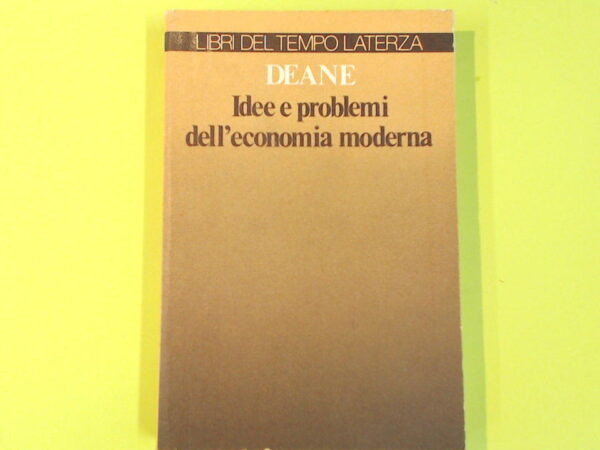 LIBRI DEL TEMPO LATERZA
DEANE
Idee e problemi
dell'economia moderna